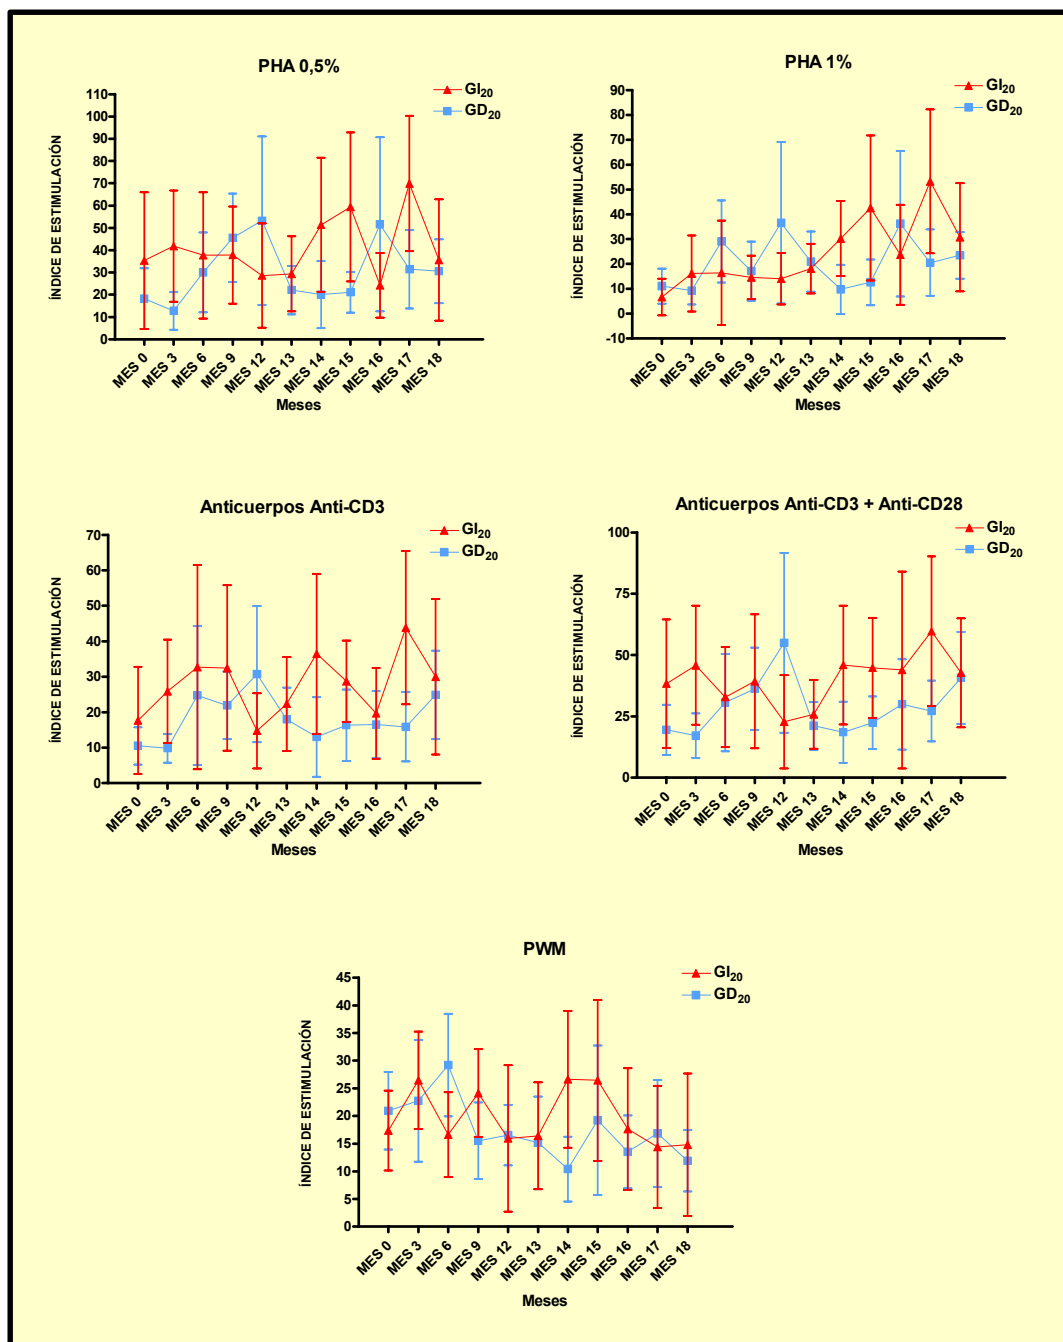 PHA 0,5%
GI20
GD20
ÍNDICE DE ESTIMULACIÓN
110
100
90
80
70
60
50
40
30
20
10
0
MES 0
MES 3
MES 6
MES 9
MES 12
MES 13
MES 14
MES 15
MES 16
MES 17
MES 18
Meses
PHA 1%
GI20
GD20
ÍNDICE DE ESTIMULACIÓN
90
80
70
60
50
40
30
20
10
0
-10
MES 0
MES 3
MES 6
MES 9
MES 12
MES 13
MES 14
MES 15
MES 16
MES 17
MES 18
Meses
Anticuerpos Anti-CD3
GI20
GD20
ÍNDICE DE ESTIMULACIÓN
70
60
50
40
30
20
10
0
MES 0
MES 3
MES 6
MES 9
MES 12
MES 13
MES 14
MES 15
MES 16
MES 17
MES 18
Meses
Anticuerpos Anti-CD3 + Anti-CD28
GI20
GD20
ÍNDICE DE ESTIMULACIÓN
100
75
50
25
0
MES 0
MES 3
MES 6
MES 9
MES 12
MES 13
MES 14
MES 15
MES 16
MES 17
MES 18
Meses
PWM
GI20
GD20
ÍNDICE DE ESTIMULACIÓN
45
40
35
30
25
20
15
10
5
0
MES 0
MES 3
MES 6
MES 9
MES 12
MES 13
MES 14
MES 15
MES 16
MES 17
MES 18
Meses